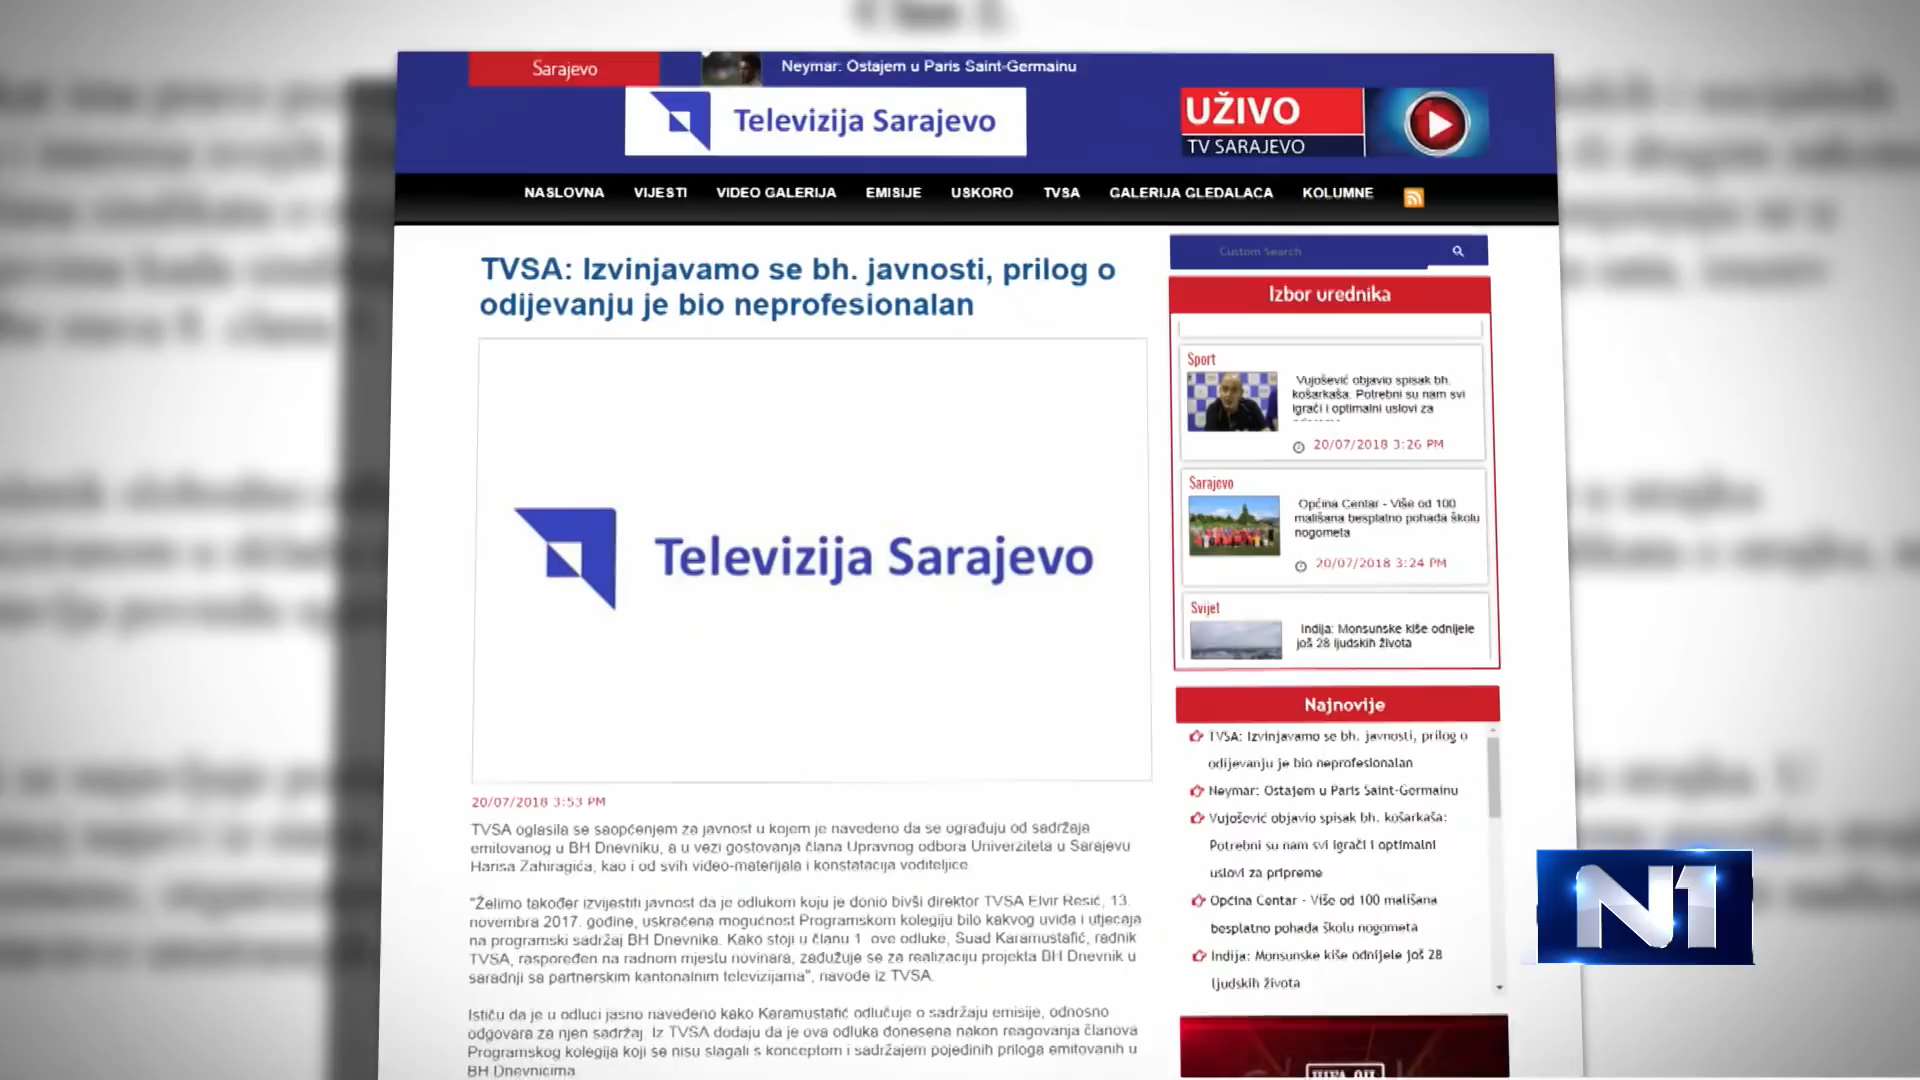 Sarajevo
Neymar: Ostajem u Paris Saint-Germainu
Televizija Sarajevo
UŽIVO
TV SARAJEVO
NASLOVNA VIJESTI VIDEO GALERIJA EMISIJE USKORO TVSA GALERIJA GLEDALACA KOLUMNE
TVSA: Izvinjavamo se bh. javnosti, prilog o
odijevanju je bio neprofesionalan
Televizija Sarajevo
20/07/2018 3:53 PM
TVSA oglasila se saopćenjem za javnost u kojem je navedeno da se ograđuju od sadržaja
emitovanog u BH Dnevniku, a u vezi gostovanja člana Upravnog odbora Univerziteta u Sarajevu
Harisa Zahiragića, kao i od svih video-materijala i konstatacija voditeljice
"Želimo također izvijestiti javnost da je odlukom koju je donio bivši direktor TVSA Elvir Resić, 13.
novembra 2017. godine, uskraćena mogućnost Programskom kolegiju bilo kakvog uvida i utjecaja
na programski sadržaj BH Dnevnika. Kako stoji u članu 1. ove odluke, Suad Karamustafić, radnik
TVSA, raspoređen na radnom mjestu novinara, zadužuje se za realizaciju projekta BH Dnevnik u
saradnji sa partnerskim kantonalnim televizijama", navode iz TVSA.
Ističu da je u odluci jasno navedeno kako Karamustafić odlučuje o sadržaju emisije, odnosno
odgovara za njen sadržaj. Iz TVSA dodaju da je ova odluka donesena nakon reagovanja članova
Programskog kolegija koji se nisu slagali s konceptom i sadržajem pojedinih priloga emitovanih u
BH Dnevnicima
Custom Search
Izbor urednika
Sport
Vujošević objavio spisak bh.
košarkaša: Potrebni su nam svi
igrači i optimalni uslovi za
20/07/2018 3:26 PM
Sarajevo
Općina Centar - Više od 100
mališana besplatno pohađa školu
nogometa
20/07/2018 3:24 PM
Svijet
Indija: Monsunske kiše odnijele
još 28 ljudskih života
Najnovije
TVSA: Izvinjavamo se bh. javnosti, prilog o
odijevanju je bio neprofesionalan
Neymar: Ostajem u Paris Saint-Germainu
Vujošević objavio spisak bh. košarkaša:
Potrebni su nam svi igrači i optimalni
uslovi za pripreme
Općina Centar - Više od 100 mališana
besplatno pohađa školu nogometa
Indija: Monsunske kiše odnijele još 28
ljudskih života
N1